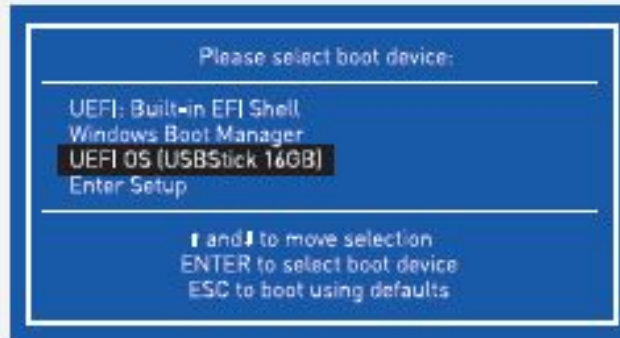 Please select boot device:
UEFI: Built-in EFI Shell
Windows Boot Manager
UEFI OS (USBStick 16GB)
Enter Setup
↑ and↓ to move selection
ENTER to select boot device
ESC to boot using defaults